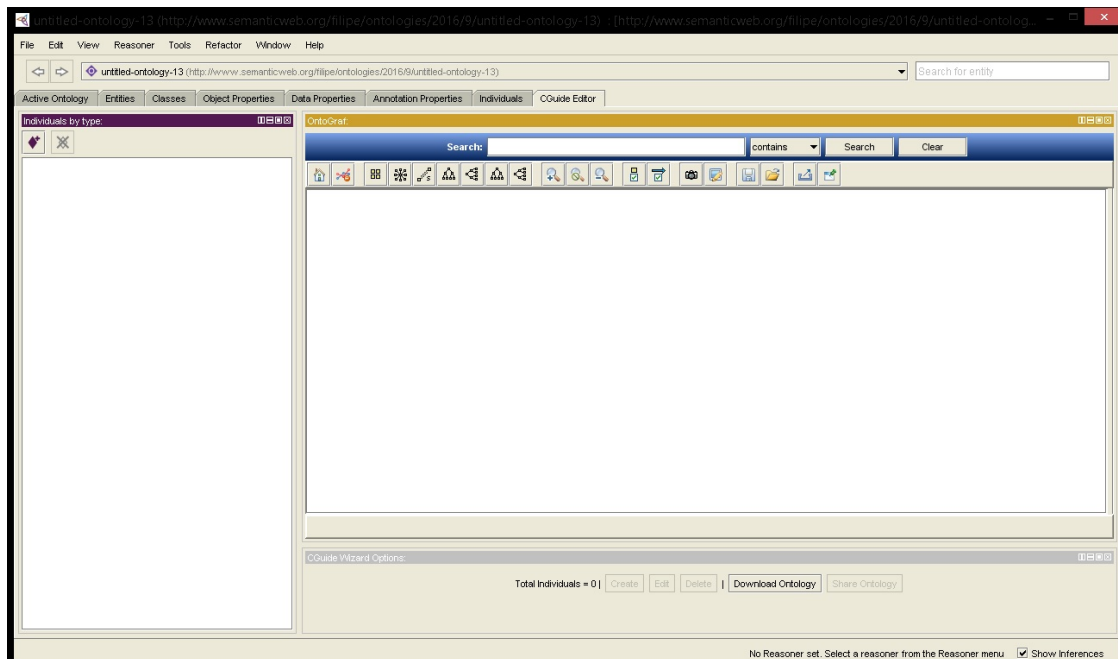 untitled-ontology-13 (http://www.semanticweb.org/filipe/ontologies/2016/9/untitled-ontology-13) : [http://www.semanticweb.org/filipe/ontologies/2016/9/untitled-ontolog...
File Edit View Reasoner Tools Refactor Window Help
untitled-ontology-13 (http://www.semanticweb.org/filipe/ontologies/2016/9/untitled-ontology-13) Search for entity
Active Ontology Entities Classes Object Properties Data Properties Annotation Properties Individuals CGuide Editor
Individuals by type: OntoGraf:
Search: contains Search Clear
CGuide Wizard Options:
Total Individuals = 0 | Create Edit Delete | Download Ontology Share Ontology
No Reasoner set. Select a reasoner from the Reasoner menu Show Inferences